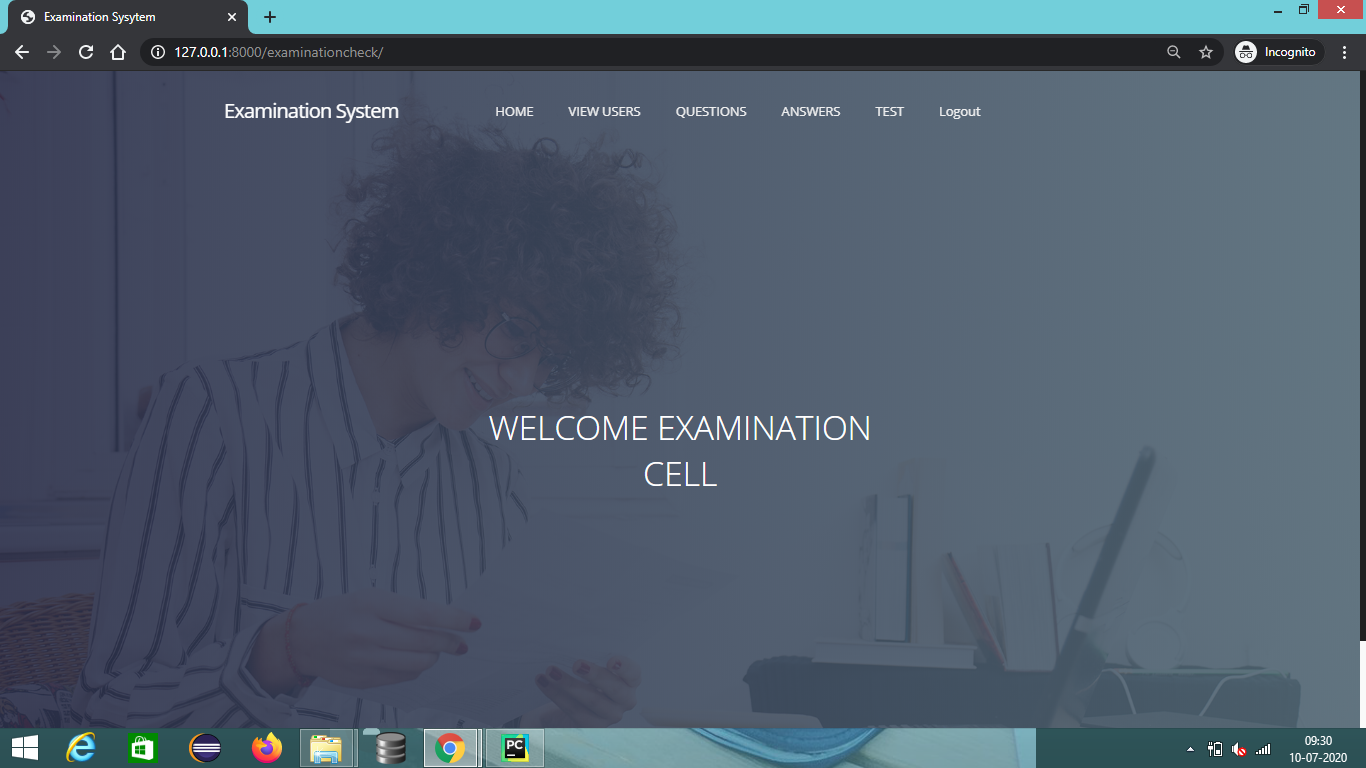 Examination Sysytem
127.0.0.1:8000/examinationcheck/
Incognito
Examination System
HOME VIEW USERS QUESTIONS ANSWERS TEST Logout
WELCOME EXAMINATION
CELL
PC
09:30
10-07-2020